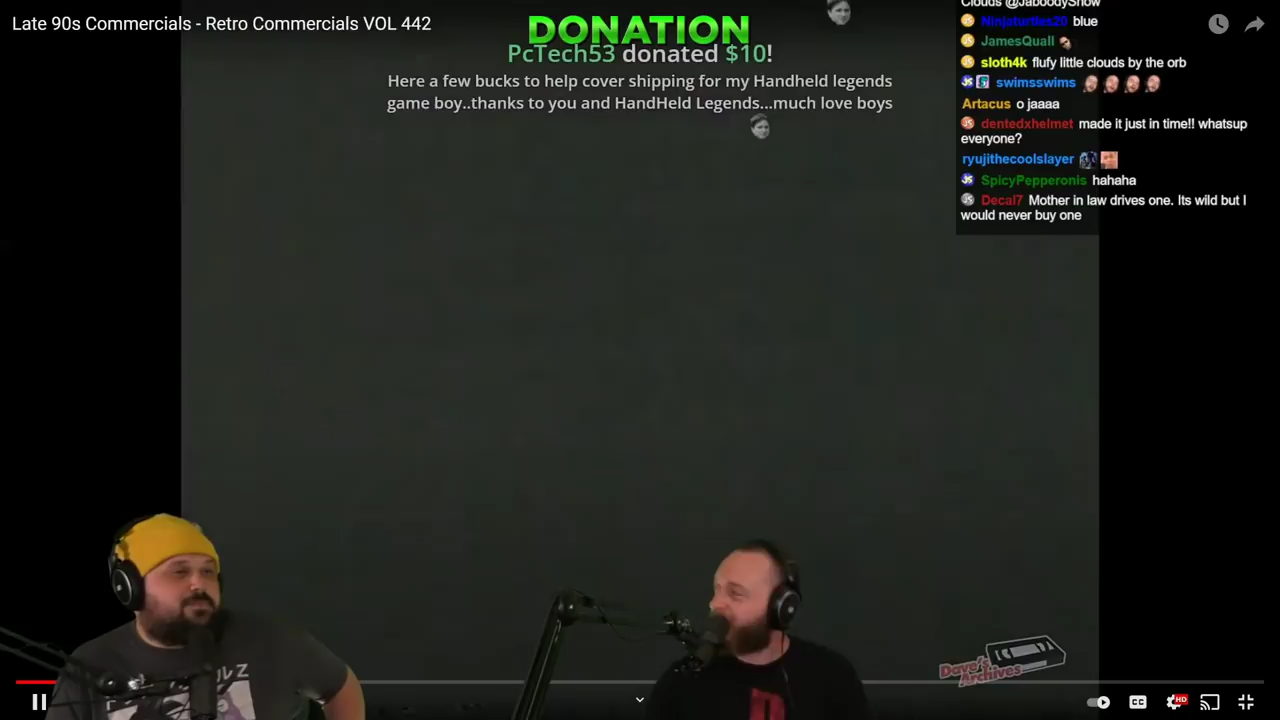 Late 90s Commercials - Retro Commercials VOL 442
DONATION
PcTech53 donated $10!
Here a few bucks to help cover shipping for my Handheld legends
game boy..thanks to you and HandHeld Legends...much love boys
Clouds @JaboodyShow
Ninjaturtles20 blue
JamesQuall
sloth4k flufy little clouds by the orb
swimsswims
Artacus o jaaaa
dentedxhelmet made it just in time!! whatsup
everyone?
ryujithecoolslayer
SpicyPepperonis hahaha
Decal7 Mother in law drives one. Its wild but I
would never buy one
Dave's
Archives
CC
HD